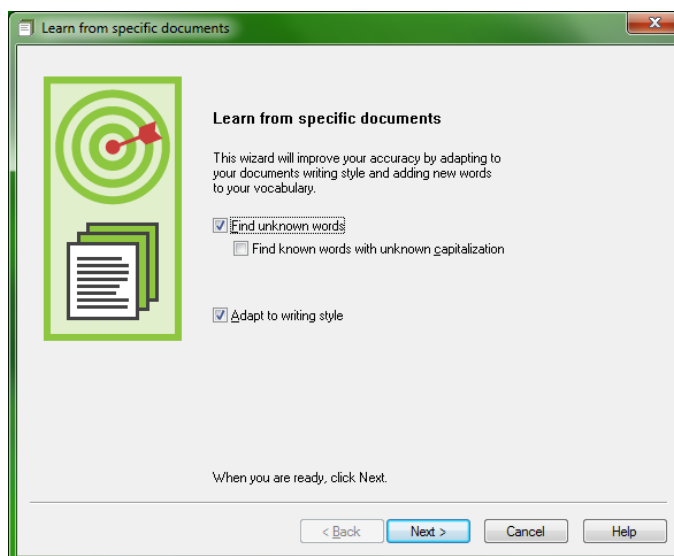 Learn from specific documents
Learn from specific documents
This wizard will improve your accuracy by adapting to
your documents writing style and adding new words
to your vocabulary.
Find unknown words
Find known words with unknown capitalization
Adapt to writing style
When you are ready, click Next.
< Back
Next >
Cancel
Help